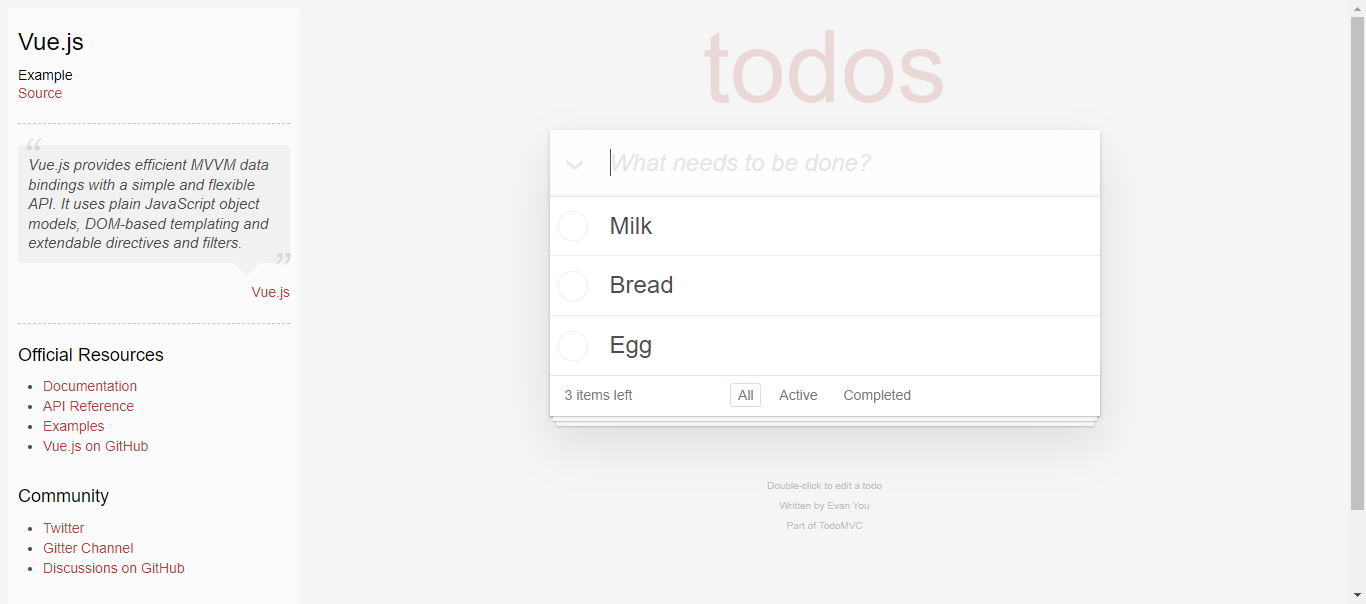 Vue.js
Example
Source
“
Vue.js provides efficient MVVM data
bindings with a simple and flexible
API. It uses plain JavaScript object
models, DOM-based templating and
extendable directives and filters.
”
Vue.js
Official Resources
Documentation
API Reference
Examples
Vue.js on GitHub
Community
Twitter
Gitter Channel
Discussions on GitHub
todos
What needs to be done?
Milk
Bread
Egg
3 items left All Active Completed
Double-click to edit a todo
Written by Evan You
Part of TodoMVC